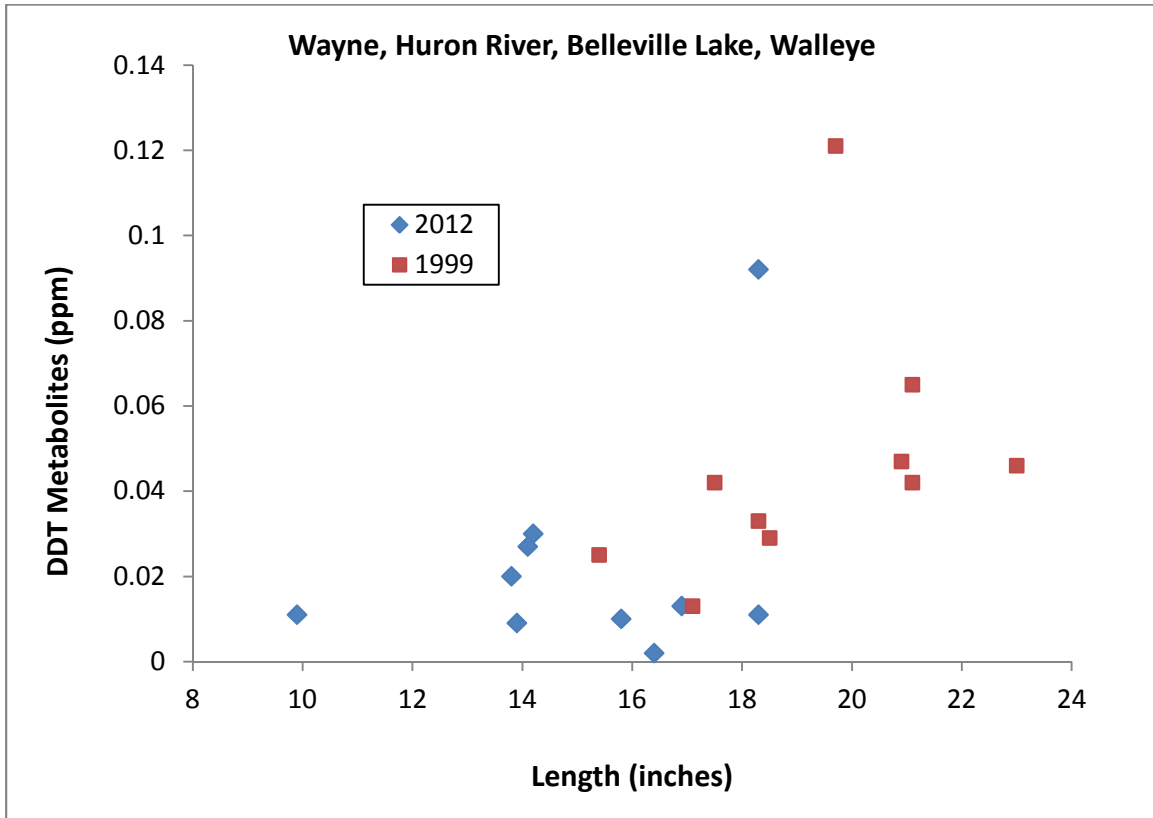 Wayne, Huron River, Belleville Lake, Walleye
0.14
0.12
0.1
0.08
0.06
0.04
0.02
0
DDT Metabolites (ppm)
2012
1999
8 10 12 14 16 18 20 22 24
Length (inches)